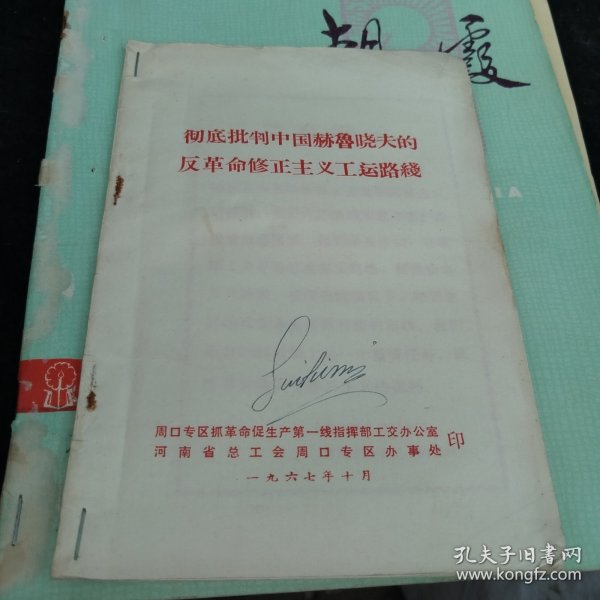 胡霞
彻底批判中国赫鲁晓夫的
反革命修正主义工运路綫
周口专区抓革命促生产第一线指挥部工交办公室
河南省总工会周口专区办事处
印
一九六七年十月
孔夫子旧书网
www.kongfz.com